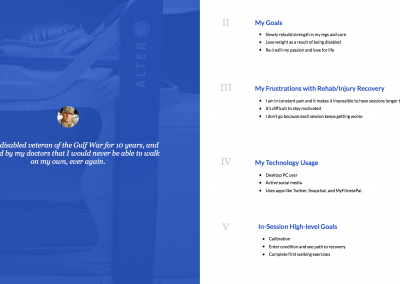 ALTER G
disabled veteran of the Gulf War for 10 years, and
d by my doctors that I would never be able to walk
on my own, ever again.
II
My Goals
Slowly rebuild strength in my legs and core
Lose weight as a result of being disabled
Re-instill my passion and love for life
III
My Frustrations with Rehab/Injury Recovery
I am in constant pain and it makes it impossible to have sessions longer t
It's difficult to stay motivated
I don't go because each session keeps getting worse
IV
My Technology Usage
Desktop PC user
Active social media
Uses apps like Twitter, Snapchat, and MyFitnessPal
V
In-Session High-level Goals
Calibration
Enter condition and see path to recovery
Complete first walking exercises